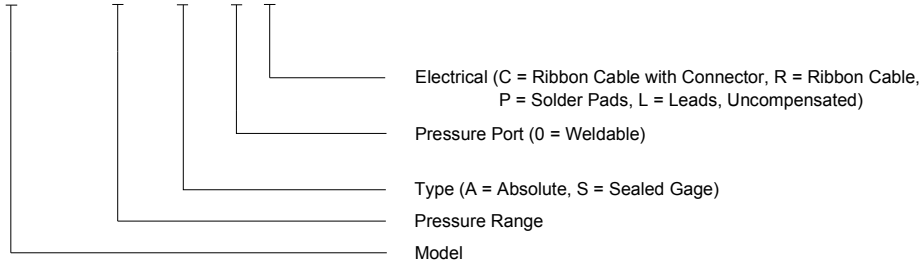 Electrical (C = Ribbon Cable with Connector, R = Ribbon Cable,
P = Solder Pads, L = Leads, Uncompensated)
Pressure Port (0 = Weldable)
Type (A = Absolute, S = Sealed Gage)
Pressure Range
Model